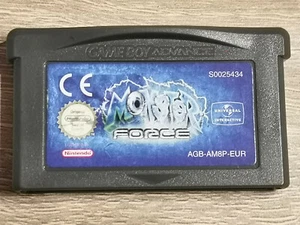 GAME BOY ADVANCE
CE
S0025434
MONSTER
FORCE
UNIVERSAL
INTERACTIVE
Nintendo
AGB-AM8P-EUR